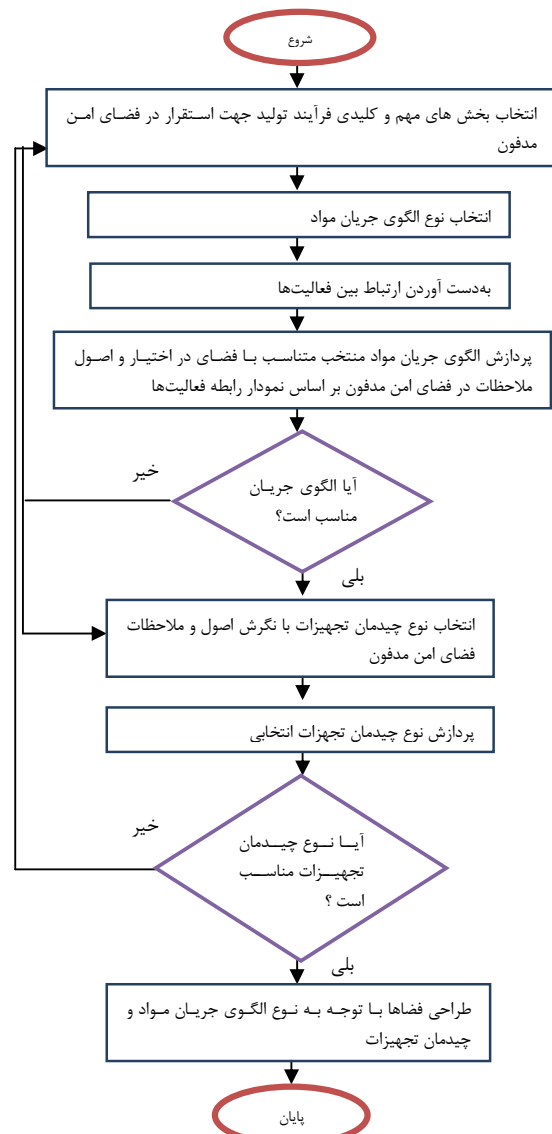 شروع
انتخاب بخش های مهم و کلیدی فرآیند تولید جهت استقرار در فضای امن
مدفون
انتخاب نوع الگوی جریان مواد
به‌دست آوردن ارتباط بین فعالیت‌ها
پردازش الگوی جریان مواد منتخب متناسب با فضای در اختیار و اصول
ملاحظات در فضای امن مدفون بر اساس نمودار رابطه فعالیت‌ها
خیر
آیا الگوی جریان
مناسب است؟
بلی
انتخاب نوع چیدمان تجهیزات با نگرش اصول و ملاحظات
فضای امن مدفون
پردازش نوع چیدمان تجهزات انتخابی
خیر
آیا نوع چیدمان
تجهیزات مناسب
است ؟
بلی
طراحی فضاها با توجه به نوع الگوی جریان مواد و
چیدمان تجهیزات
پایان